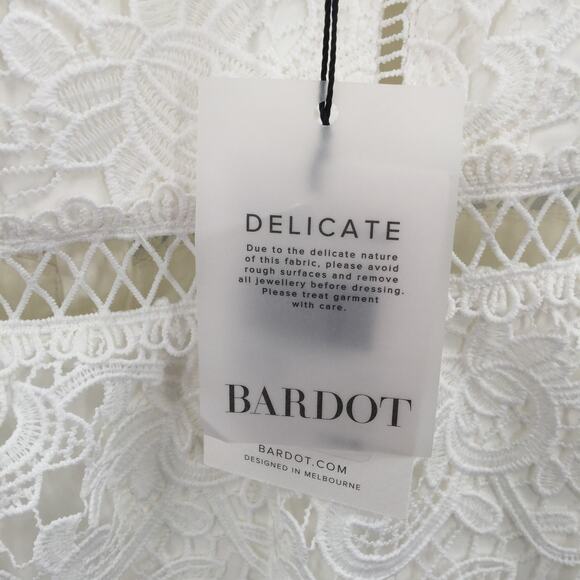 DELICATE
Due to the delicate nature
of this fabric, please avoid
rough surfaces and remove
all jewellery before dressing.
Please treat garment
with care.
BARDOT
BARDOT.COM
DESIGNED IN MELBOURNE